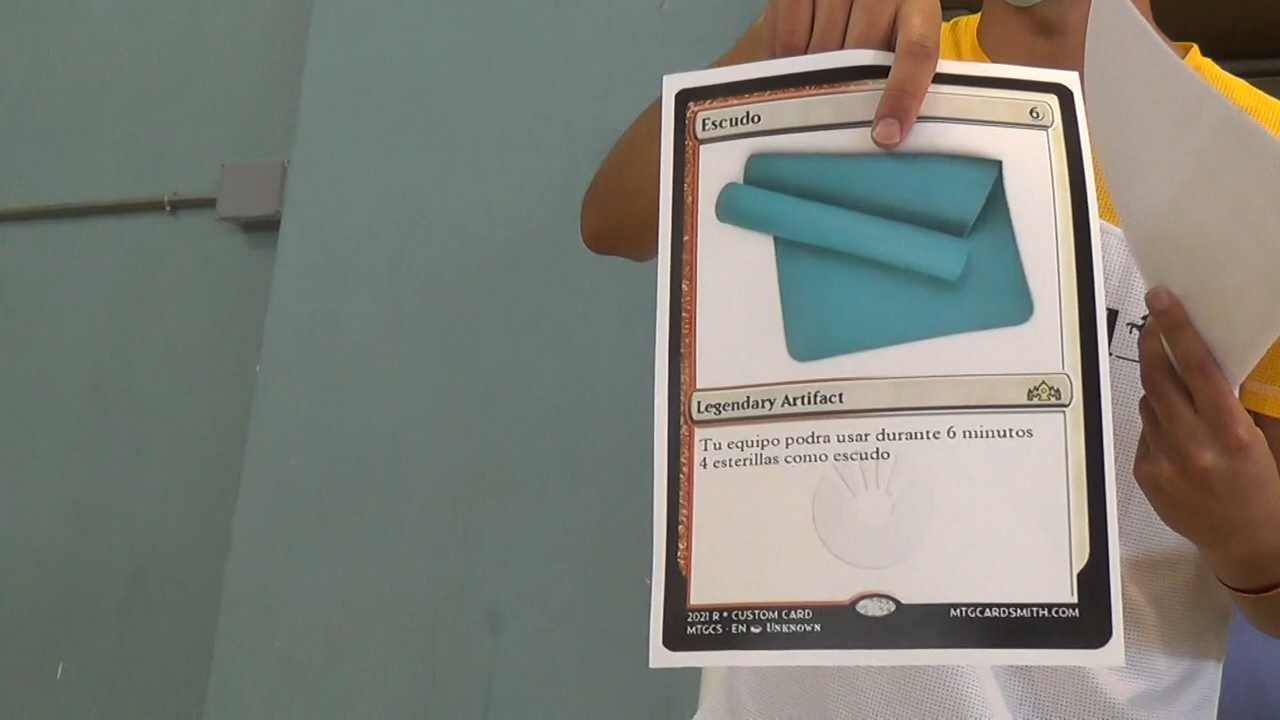 Escudo 6
Legendary Artifact
Tu equipo podra usar durante 6 minutos
4 esterillas como escudo
2021 R * CUSTOM CARD
MTGCS · EN UNKNOWN
MTGCARDSMITH.COM